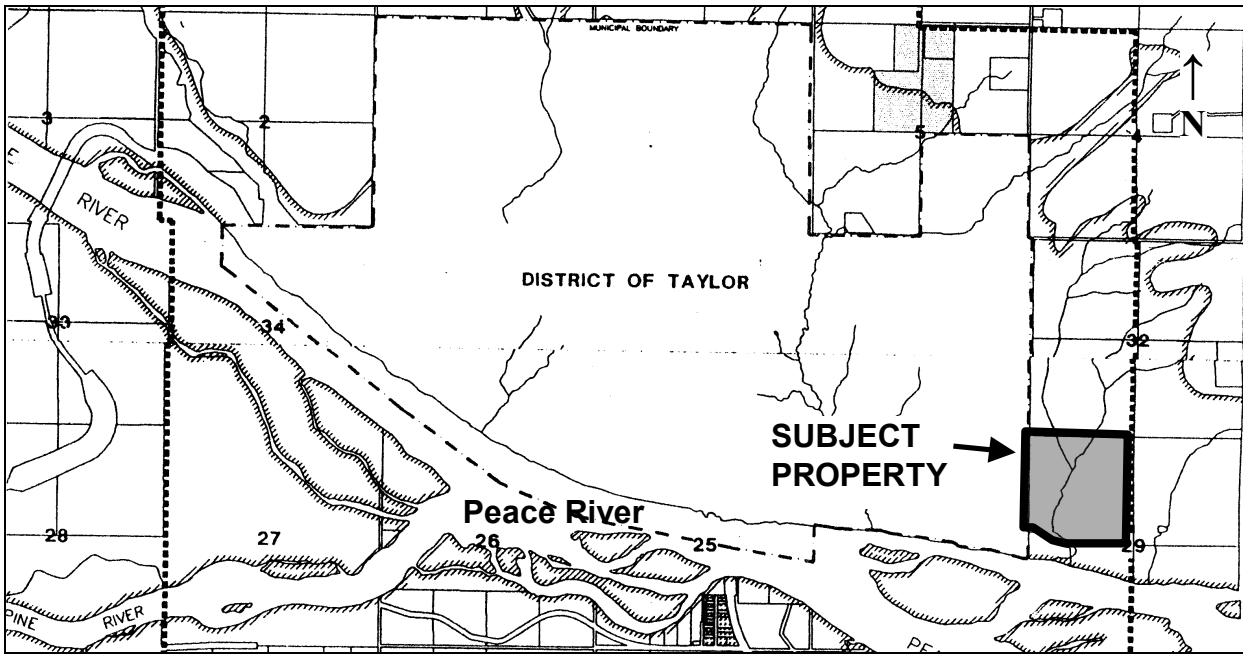 MUNICIPAL BOUNDARY
3
2
5
4
N
E
RIVER
DISTRICT OF TAYLOR
33
34
32
SUBJECT
PROPERTY
Peace River
28
27
26
25
29
PINE RIVER
PE